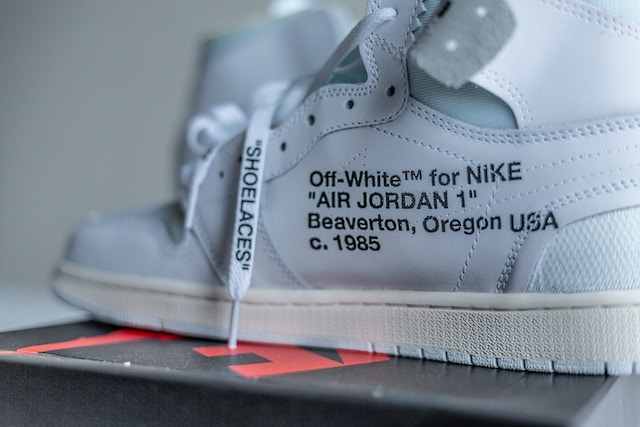 "SHOELACES"
Off-White™ for NIKE
"AIR JORDAN 1"
Beaverton, Oregon USA
c. 1985